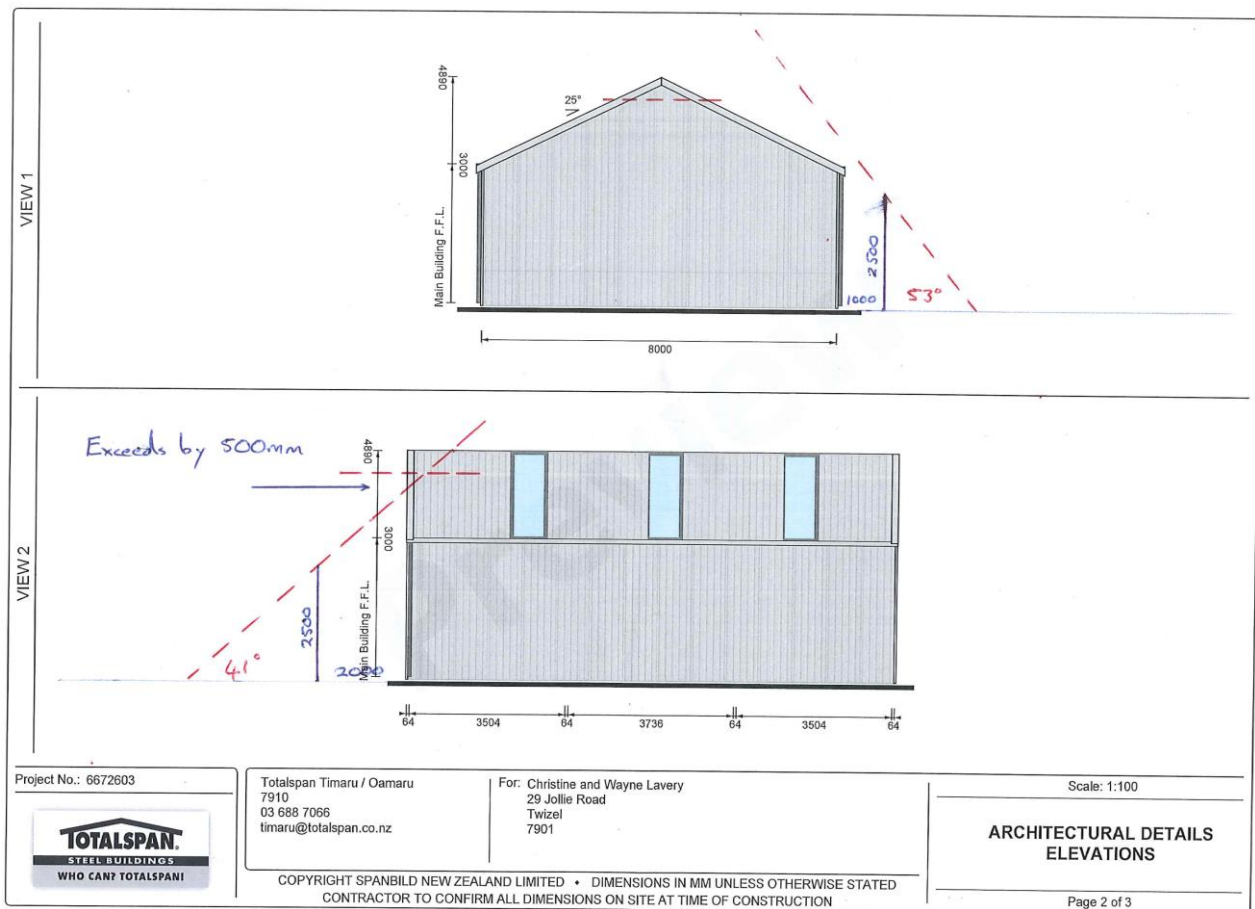 VIEW 1
4890
3000
Main Building F.F.L.
25°
8000
2500
1000
53°
VIEW 2
Exceeds by 500mm
4890
3000
Main Building F.F.L.
2500
41°
2000
64 3504 64 3736 64 3504 64
Preview
Project No.: 6672603
TOTALSPAN
STEEL BUILDINGS
WHO CAN? TOTALSPAN!
Totalspan Timaru / Oamaru
7910
03 688 7066
timaru@totalspan.co.nz
For: Christine and Wayne Lavery
29 Jollie Road
Twizel
7901
COPYRIGHT SPANBILD NEW ZEALAND LIMITED • DIMENSIONS IN MM UNLESS OTHERWISE STATED
CONTRACTOR TO CONFIRM ALL DIMENSIONS ON SITE AT TIME OF CONSTRUCTION
Scale: 1:100
ARCHITECTURAL DETAILS
ELEVATIONS
Page 2 of 3